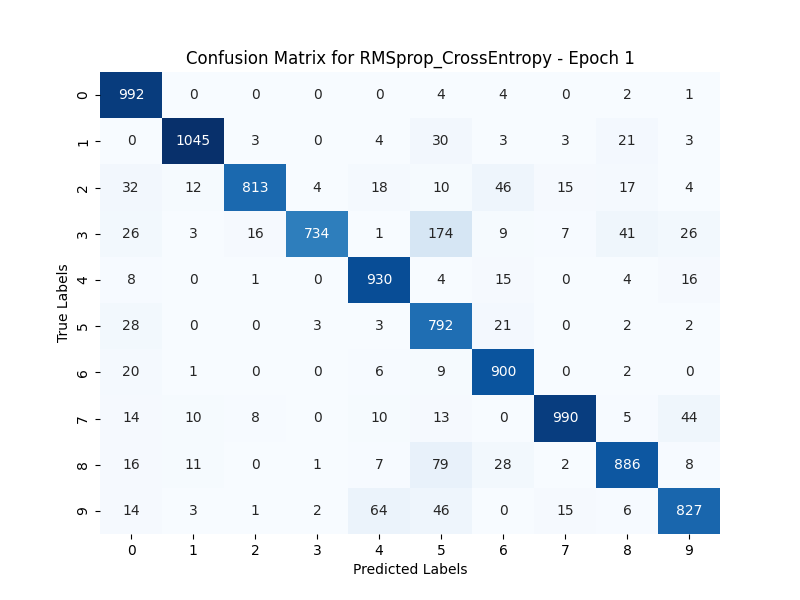 Confusion Matrix for RMSprop_CrossEntropy - Epoch 1
0 992 0 0 0 0 4 4 0 2 1
1 0 1045 3 0 4 30 3 3 21 3
2 32 12 813 4 18 10 46 15 17 4
3 26 3 16 734 1 174 9 7 41 26
4 8 0 1 0 930 4 15 0 4 16
5 28 0 0 3 3 792 21 0 2 2
6 20 1 0 0 6 9 900 0 2 0
7 14 10 8 0 10 13 0 990 5 44
8 16 11 0 1 7 79 28 2 886 8
9 14 3 1 2 64 46 0 15 6 827
0 1 2 3 4 5 6 7 8 9
True Labels
Predicted Labels